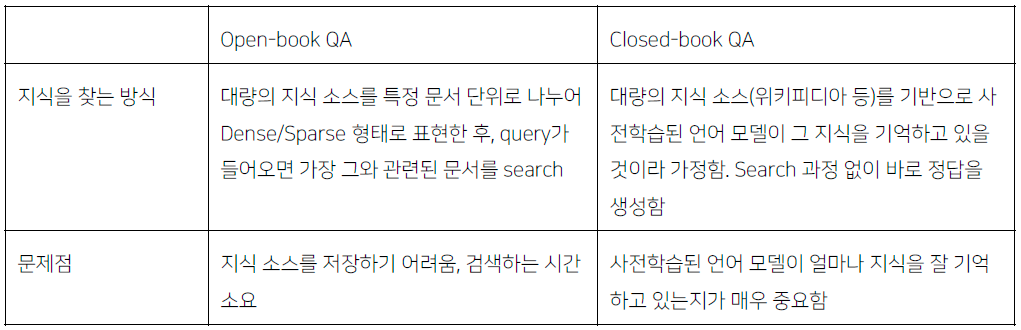 Open-book QA
Closed-book QA
지식을 찾는 방식
대량의 지식 소스를 특정 문서 단위로 나누어
Dense/Sparse 형태로 표현한 후, query가
들어오면 가장 그와 관련된 문서를 search
대량의 지식 소스(위키피디아 등)를 기반으로 사
전학습된 언어 모델이 그 지식을 기억하고 있을
것이라 가정함. Search 과정 없이 바로 정답을
생성함
문제점
지식 소스를 저장하기 어려움, 검색하는 시간
소요
사전학습된 언어 모델이 얼마나 지식을 잘 기억
하고 있는지가 매우 중요함